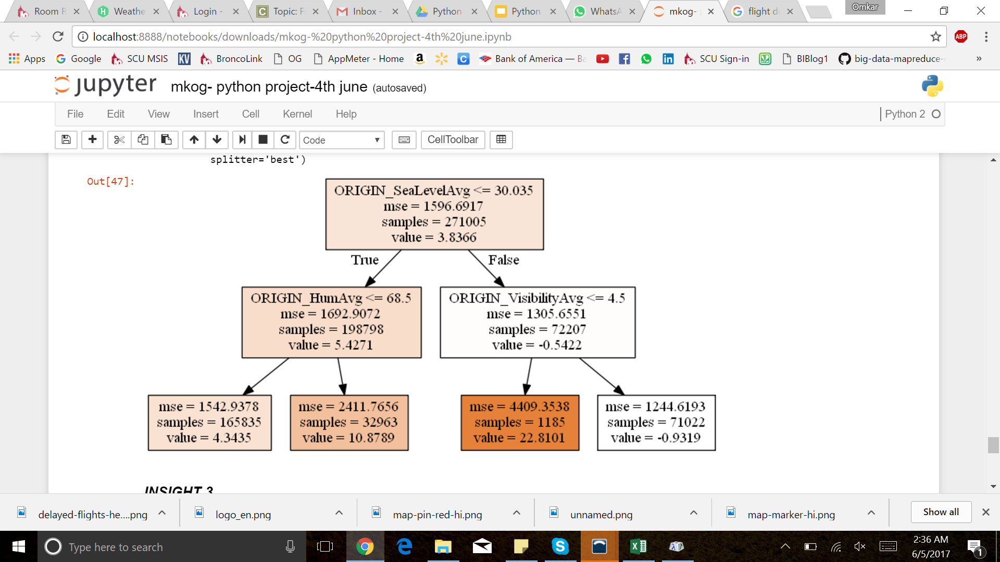 Room R
Weathe
Login -
Topic: F
Inbox -
Python
Python
WhatsA
mkog-
flight de
Omkar
localhost:8888/notebooks/downloads/mkog-%20python%20project-4th%20june.ipynb
ABP
Apps
Google
SCU MSIS
KV
BroncoLink
OG
AppMeter - Home
Bank of America — Ba
SCU Sign-in
BIBlog1
big-data-mapreduce-
»
jupyter
mkog- python project-4th june (autosaved)
File Edit View Insert Cell Kernel Help
Python 2
Code
CellToolbar
splitter='best')
Out[47]:
ORIGIN_SeaLevelAvg <= 30.035
mse = 1596.6917
samples = 271005
value = 3.8366
True
False
ORIGIN_HumAvg <= 68.5
mse = 1692.9072
samples = 198798
value = 5.4271
ORIGIN_VisibilityAvg <= 4.5
mse = 1305.6551
samples = 72207
value = -0.5422
mse = 1542.9378
samples = 165835
value = 4.3435
mse = 2411.7656
samples = 32963
value = 10.8789
mse = 4409.3538
samples = 1185
value = 22.8101
mse = 1244.6193
samples = 71022
value = -0.9319
INSIGHT 3
delayed-flights-he....png
logo_en.png
map-pin-red-hi.png
unnamed.png
map-marker-hi.png
Show all
Type here to search
2:36 AM
6/5/2017
1